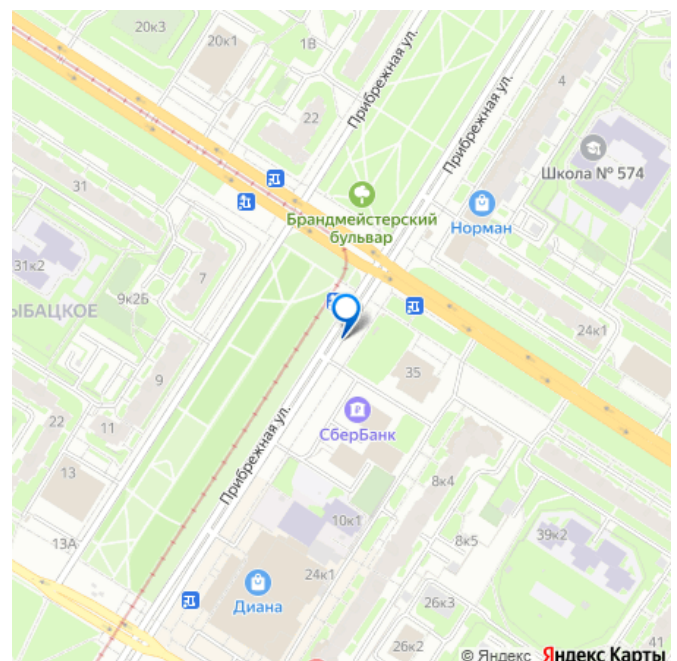 20к3
20к1
1В
Прибрежная ул.
Прибрежная ул.
4
22
Школа № 574
31
Брандмейстерский
бульвар
Норман
31к2
7
9к2Б
ЫБАЦКОЕ
24к1
9
35
22
11
СберБанк
Прибрежная ул.
13
8к4
10к1
13А
8к5
39к2
24к1
Диана
26к3
26к2
41
© Яндекс Яндекс Карты